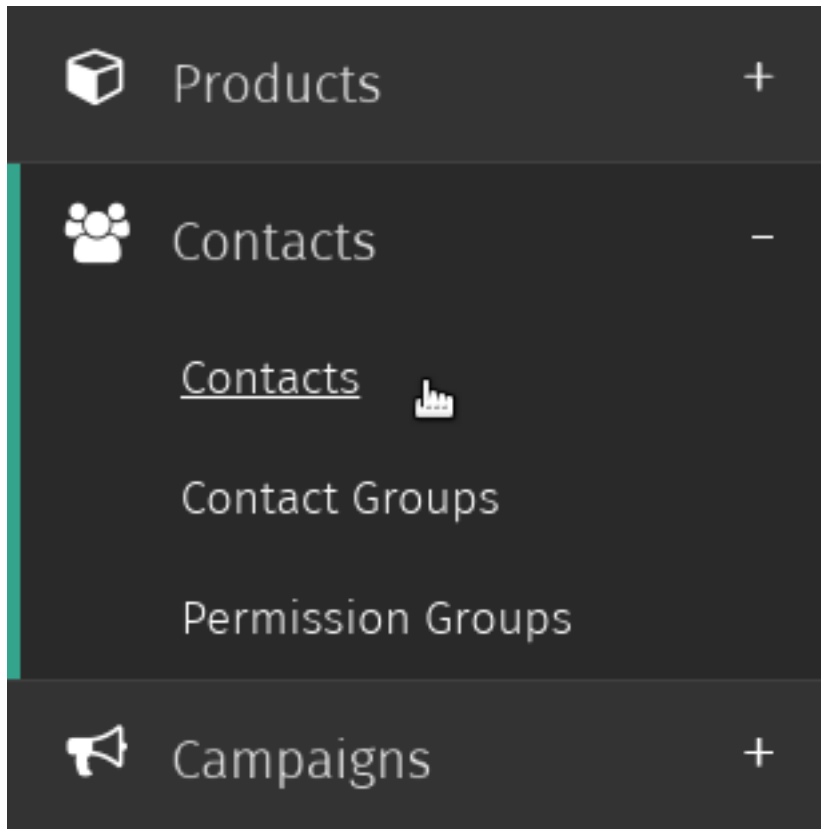 Products +
Contacts −
Contacts
Contact Groups
Permission Groups
Campaigns +